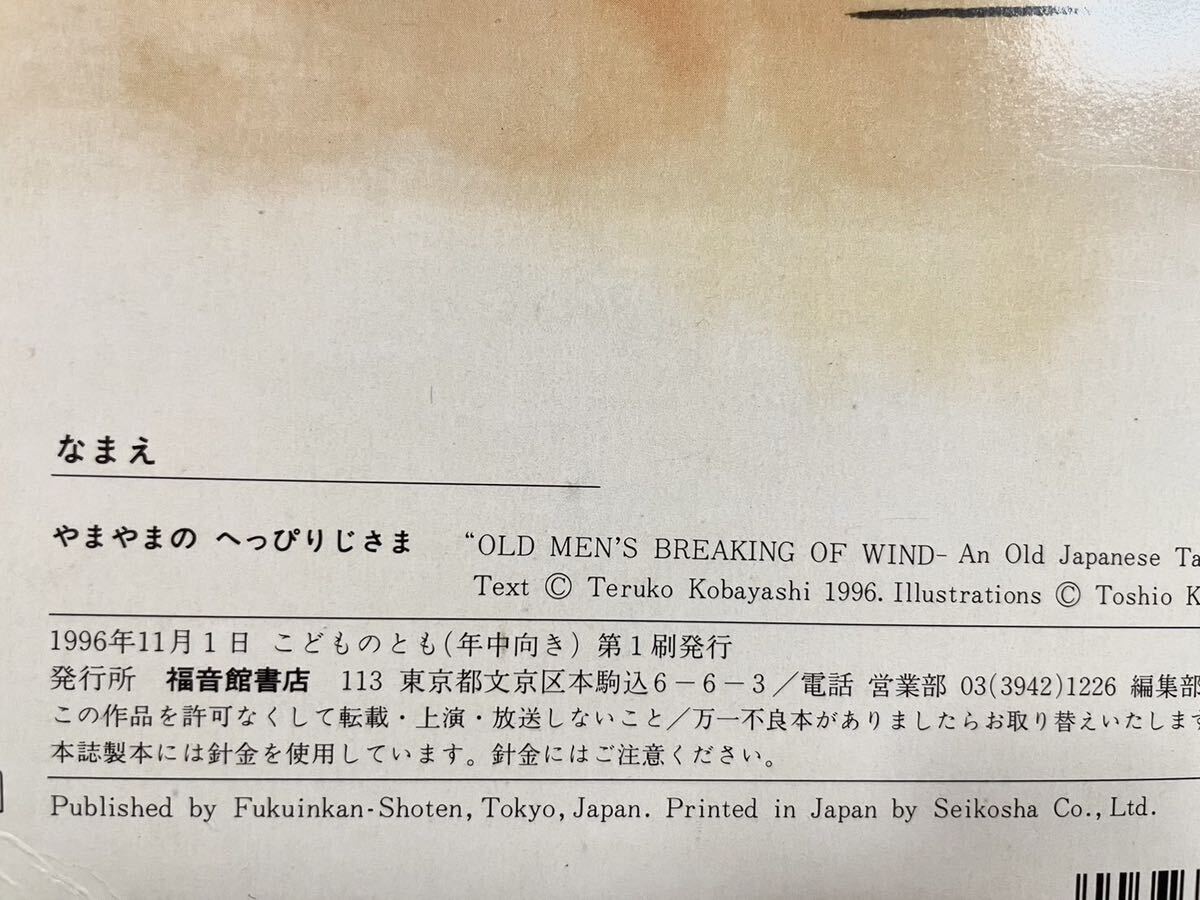 なまえ
やまやまの へっぴりじさま “OLD MEN'S BREAKING OF WIND- An Old Japanese
Text © Teruko Kobayashi 1996. Illustrations © Toshio
1996年11月1日 こどものとも(年中向き) 第1刷発行
発行所 福音館書店 113 東京都文京区本駒込6-6-3/電話 営業部 03(3942)1226 編集部
この作品を許可なくして転載・上演・放送しないこと/万一不良本がありましたらお取り替えいたします
本誌製本には針金を使用しています。針金にはご注意ください。
Published by Fukuinkan-Shoten, Tokyo, Japan. Printed in Japan by Seikosha Co., Ltd.